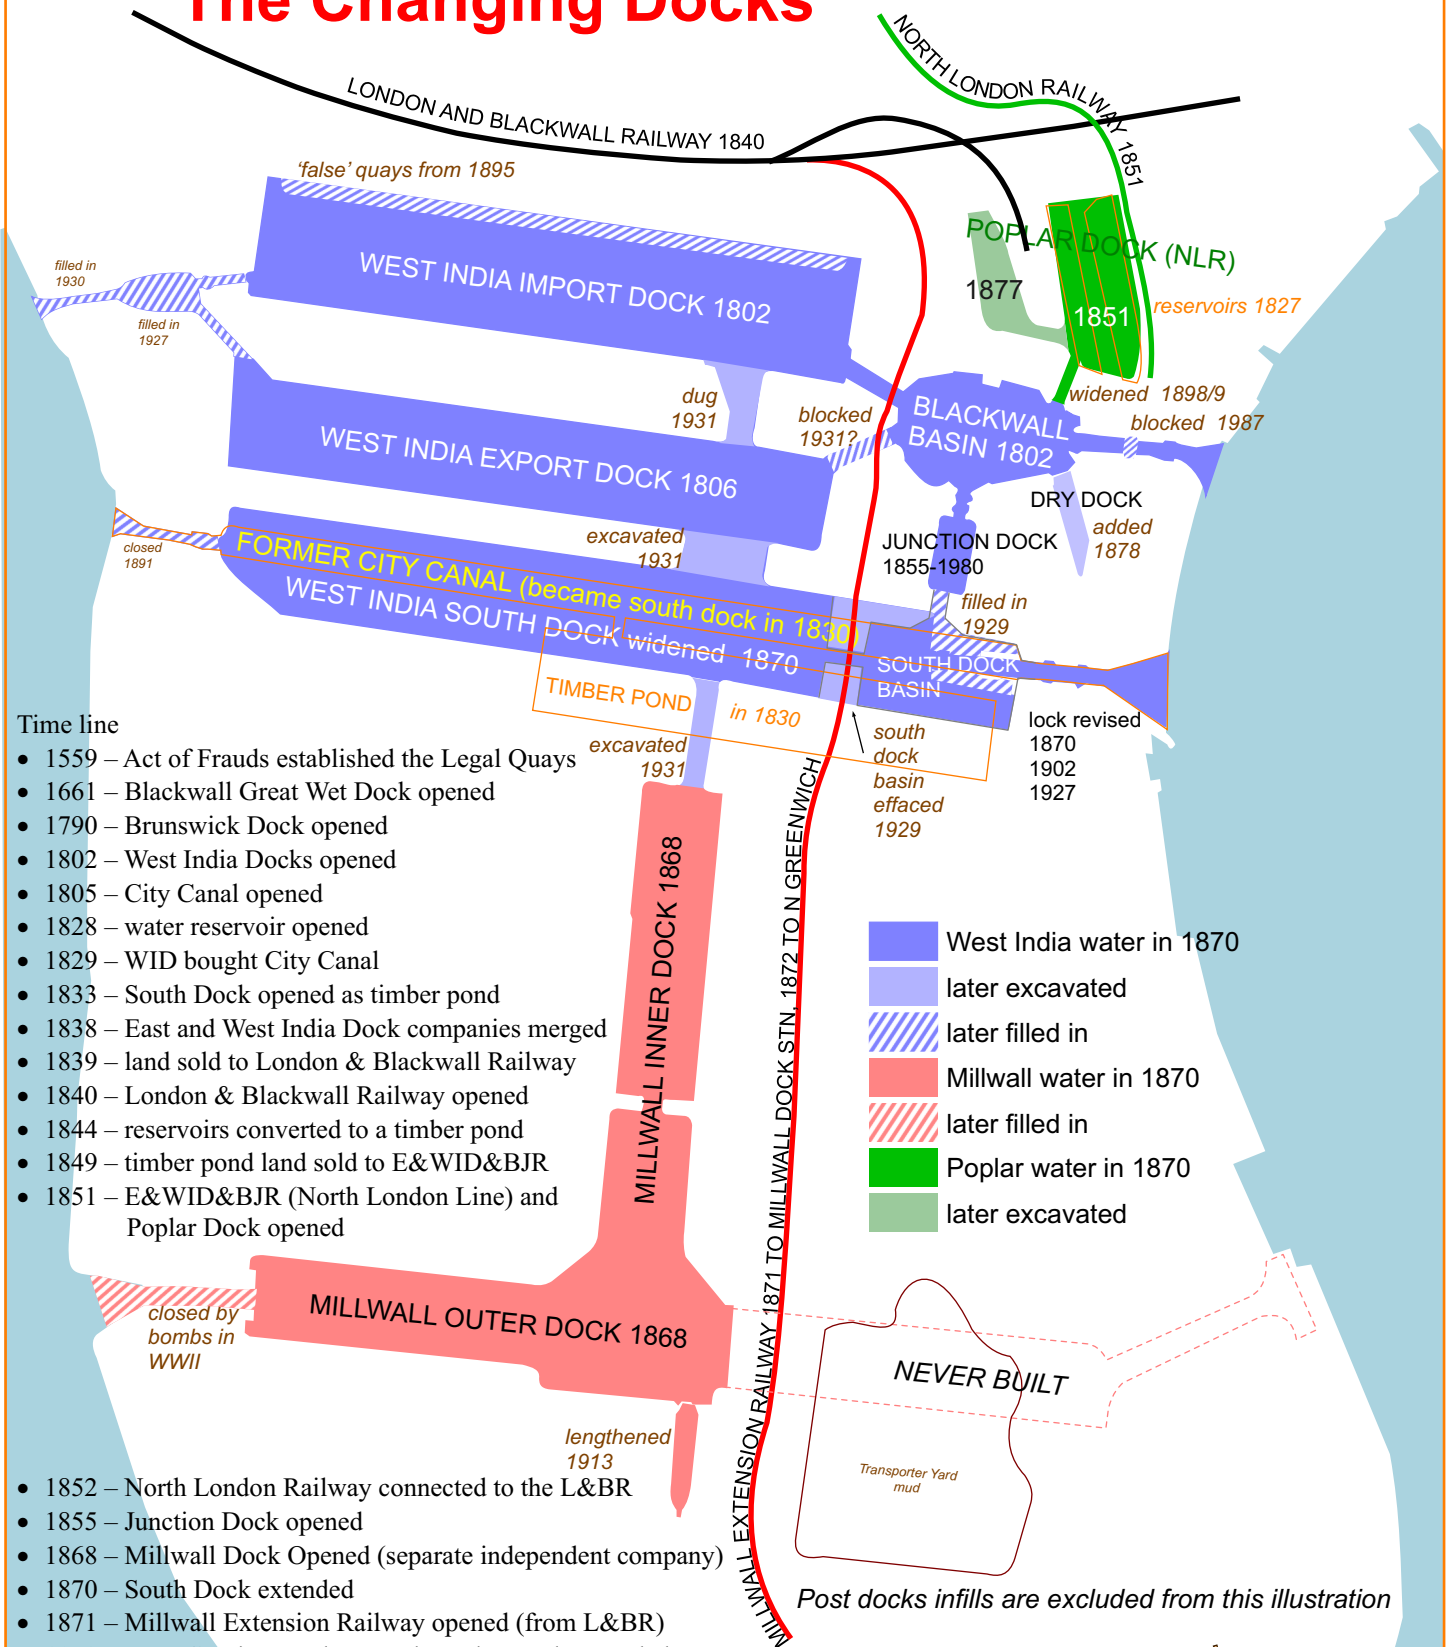 The Changing Docks
LONDON AND BLACKWALL RAILWAY 1840
NORTH LONDON RAILWAY 1851
'false' quays from 1895
WEST INDIA IMPORT DOCK 1802
filled in
1930
filled in
1927
POPLAR DOCK (NLR)
1877
1851
reservoirs 1827
widened 1898/9
blocked 1987
dug
1931
blocked
1931?
BLACKWALL
BASIN 1802
WEST INDIA EXPORT DOCK 1806
DRY DOCK
added
1878
closed
1891
excavated
1931
JUNCTION DOCK
1855-1980
FORMER CITY CANAL (became south dock in 1830)
WEST INDIA SOUTH DOCK widened 1870
filled in
1929
SOUTH DOCK
BASIN
TIMBER POND in 1830
excavated
1931
south
dock
basin
effaced
1929
lock revised
1870
1902
1927
Time line
• 1559 – Act of Frauds established the Legal Quays
• 1661 – Blackwall Great Wet Dock opened
• 1790 – Brunswick Dock opened
• 1802 – West India Docks opened
• 1805 – City Canal opened
• 1828 – water reservoir opened
• 1829 – WID bought City Canal
• 1833 – South Dock opened as timber pond
• 1838 – East and West India Dock companies merged
• 1839 – land sold to London & Blackwall Railway
• 1840 – London & Blackwall Railway opened
• 1844 – reservoirs converted to a timber pond
• 1849 – timber pond land sold to E&WID&BJR
• 1851 – E&WID&BJR (North London Line) and
Poplar Dock opened
MILLWALL INNER DOCK 1868
MILLWALL EXTENSION RAILWAY 1871 TO MILLWALL DOCK STN, 1872 TO N GREENWICH
West India water in 1870
later excavated
later filled in
Millwall water in 1870
later filled in
Poplar water in 1870
later excavated
closed by
bombs in
WWII
MILLWALL OUTER DOCK 1868
NEVER BUILT
lengthened
1913
Transporter Yard
mud
• 1852 – North London Railway connected to the L&BR
• 1855 – Junction Dock opened
• 1868 – Millwall Dock Opened (separate independent company)
• 1870 – South Dock extended
• 1871 – Millwall Extension Railway opened (from L&BR)
Post docks infills are excluded from this illustration